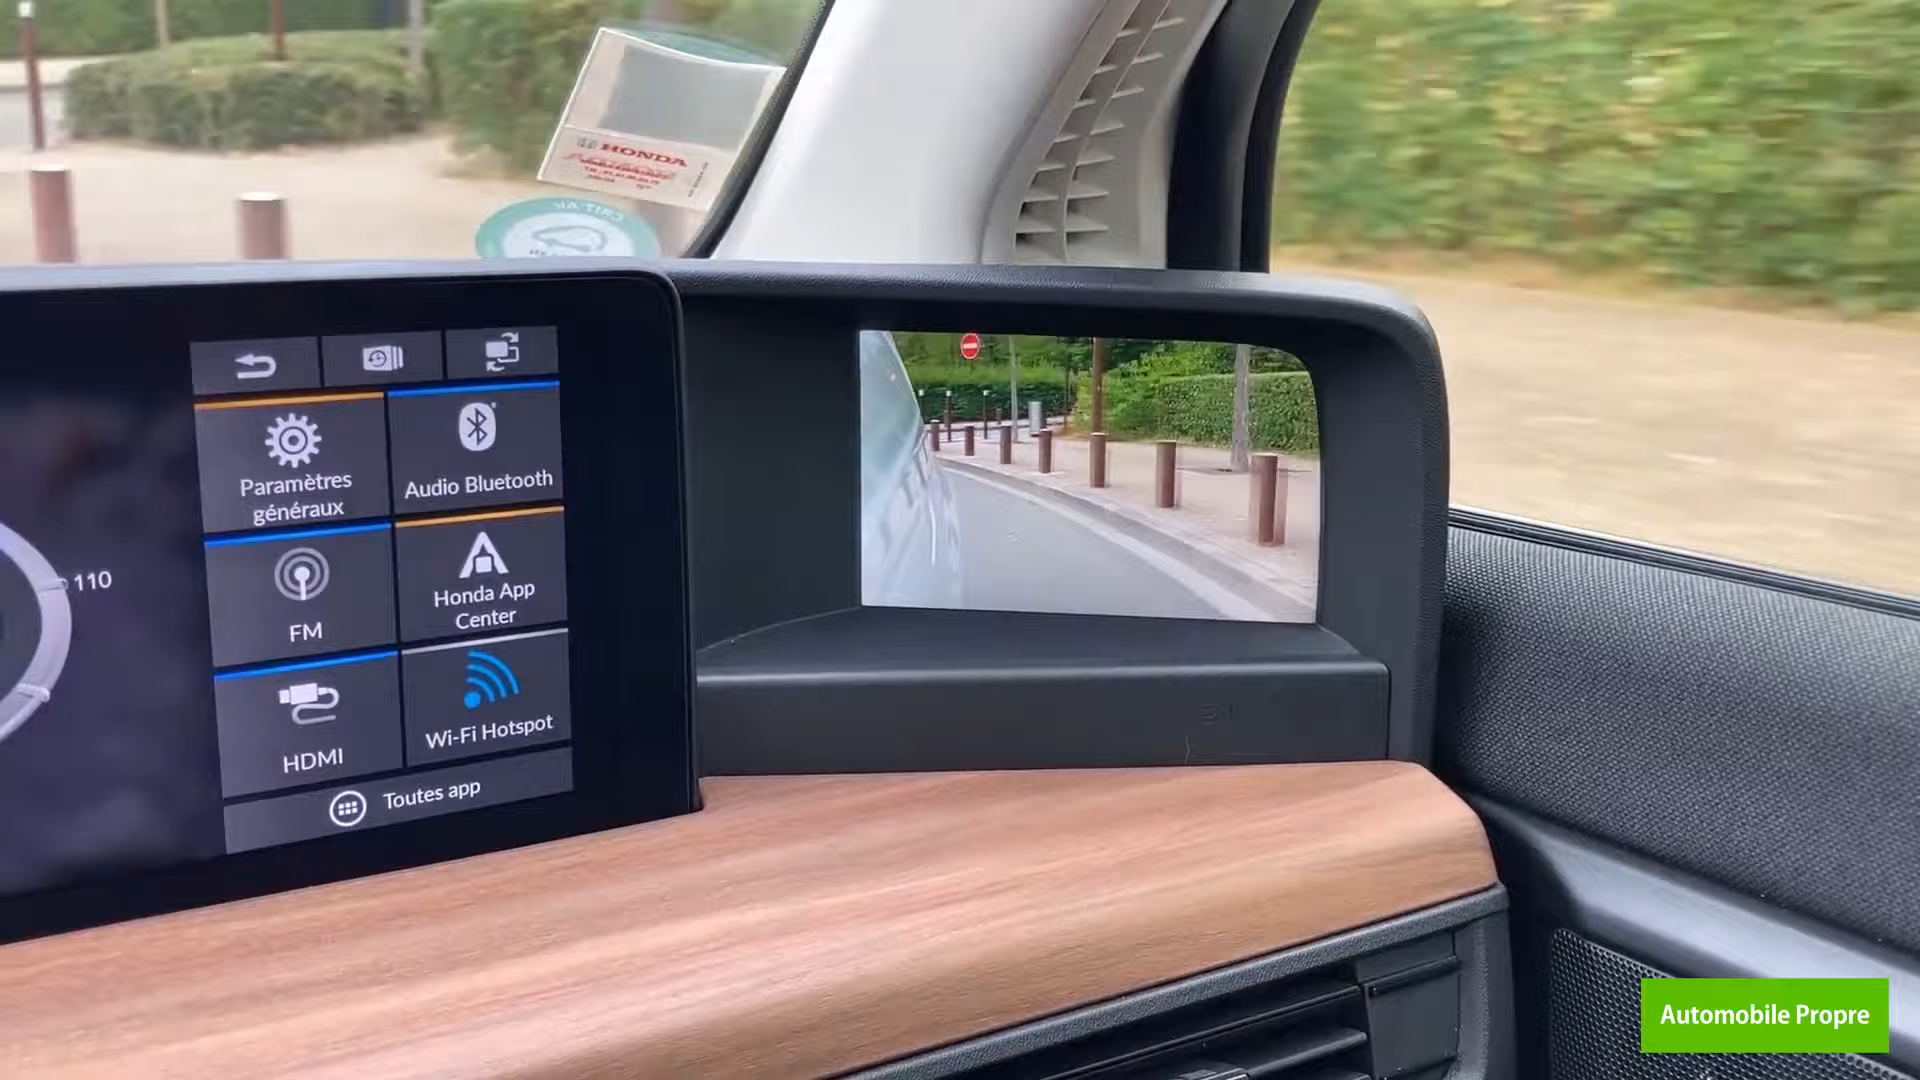 HONDA
Paramètres
généraux
Audio Bluetooth
FM
Honda App
Center
HDMI
Wi-Fi Hotspot
Toutes app
110
Automobile Propre